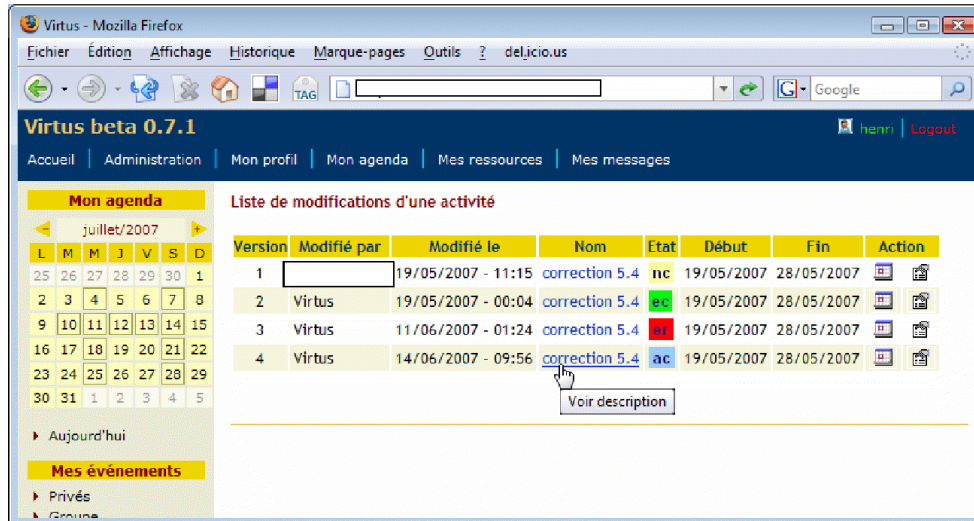 Virtus - Mozilla Firefox
Fichier Édition Affichage Historique Marque-pages Outils ? del.icio.us
TAG G Google
Virtus beta 0.7.1
henri Logout
Accueil Administration Mon profil Mon agenda Mes ressources Mes messages
Mon agenda
juillet/2007
L M M J V S D
25 26 27 28 29 30 1
2 3 4 5 6 7 8
9 10 11 12 13 14 15
16 17 18 19 20 21 22
23 24 25 26 27 28 29
30 31 1 2 3 4 5
Aujourd'hui
Mes événements
Privés
Groupe
Liste de modifications d'une activité
Version Modifié par Modifié le Nom Etat Début Fin Action
1 19/05/2007 - 11:15 correction 5.4 nc 19/05/2007 28/05/2007
2 Virtus 19/05/2007 - 00:04 correction 5.4 ec 19/05/2007 28/05/2007
3 Virtus 11/06/2007 - 01:24 correction 5.4 19/05/2007 28/05/2007
4 Virtus 14/06/2007 - 09:56 correction 5.4 ac 19/05/2007 28/05/2007
Voir description